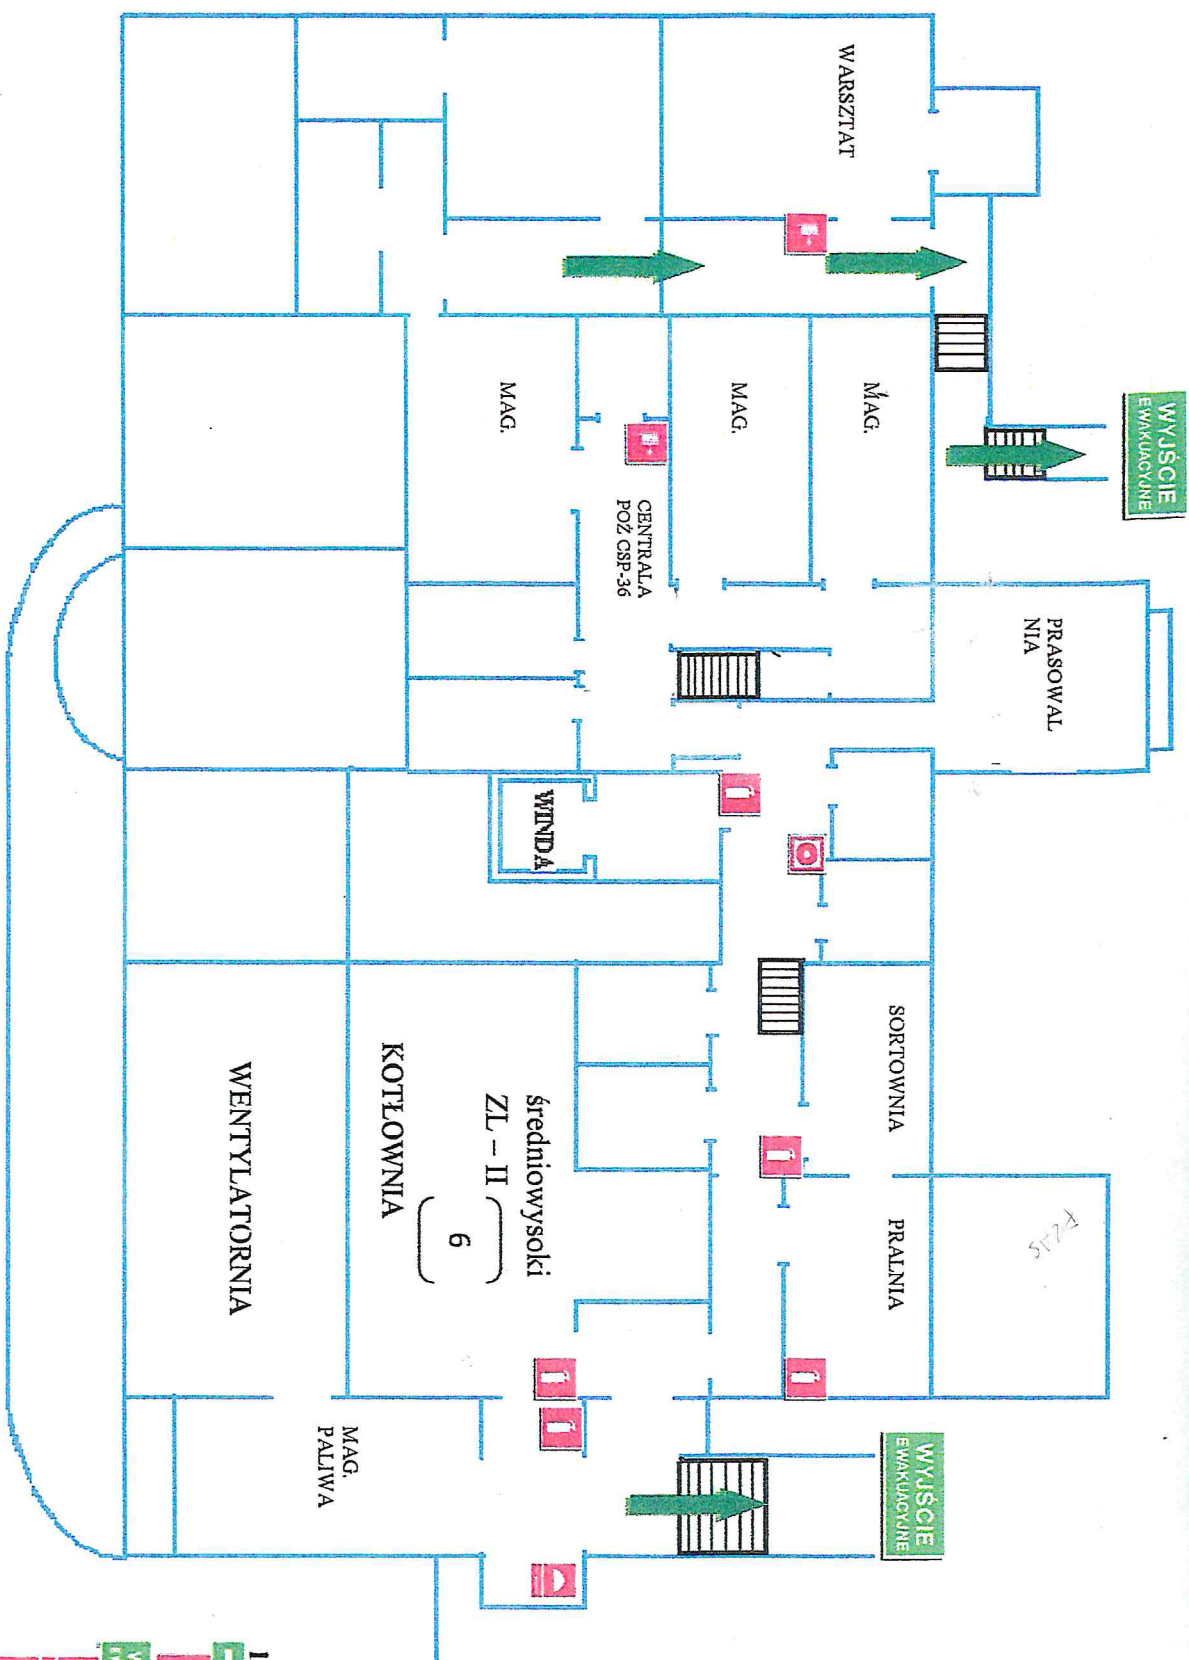 WYJŚCIE
EWAKUACYJNE
WARSZTAT
MAG.
MAG.
MAG.
CENTRALA
POŻ CSP-36
PRASOWAL
NIA
WINDA
SORTOWNIA
PRALNIA
średniowysoki
ZL – II
6
KOTŁOWNIA
WENTYLATORNIA
MAG.
PALIWA
WYJŚCIE
EWAKUACYJNE